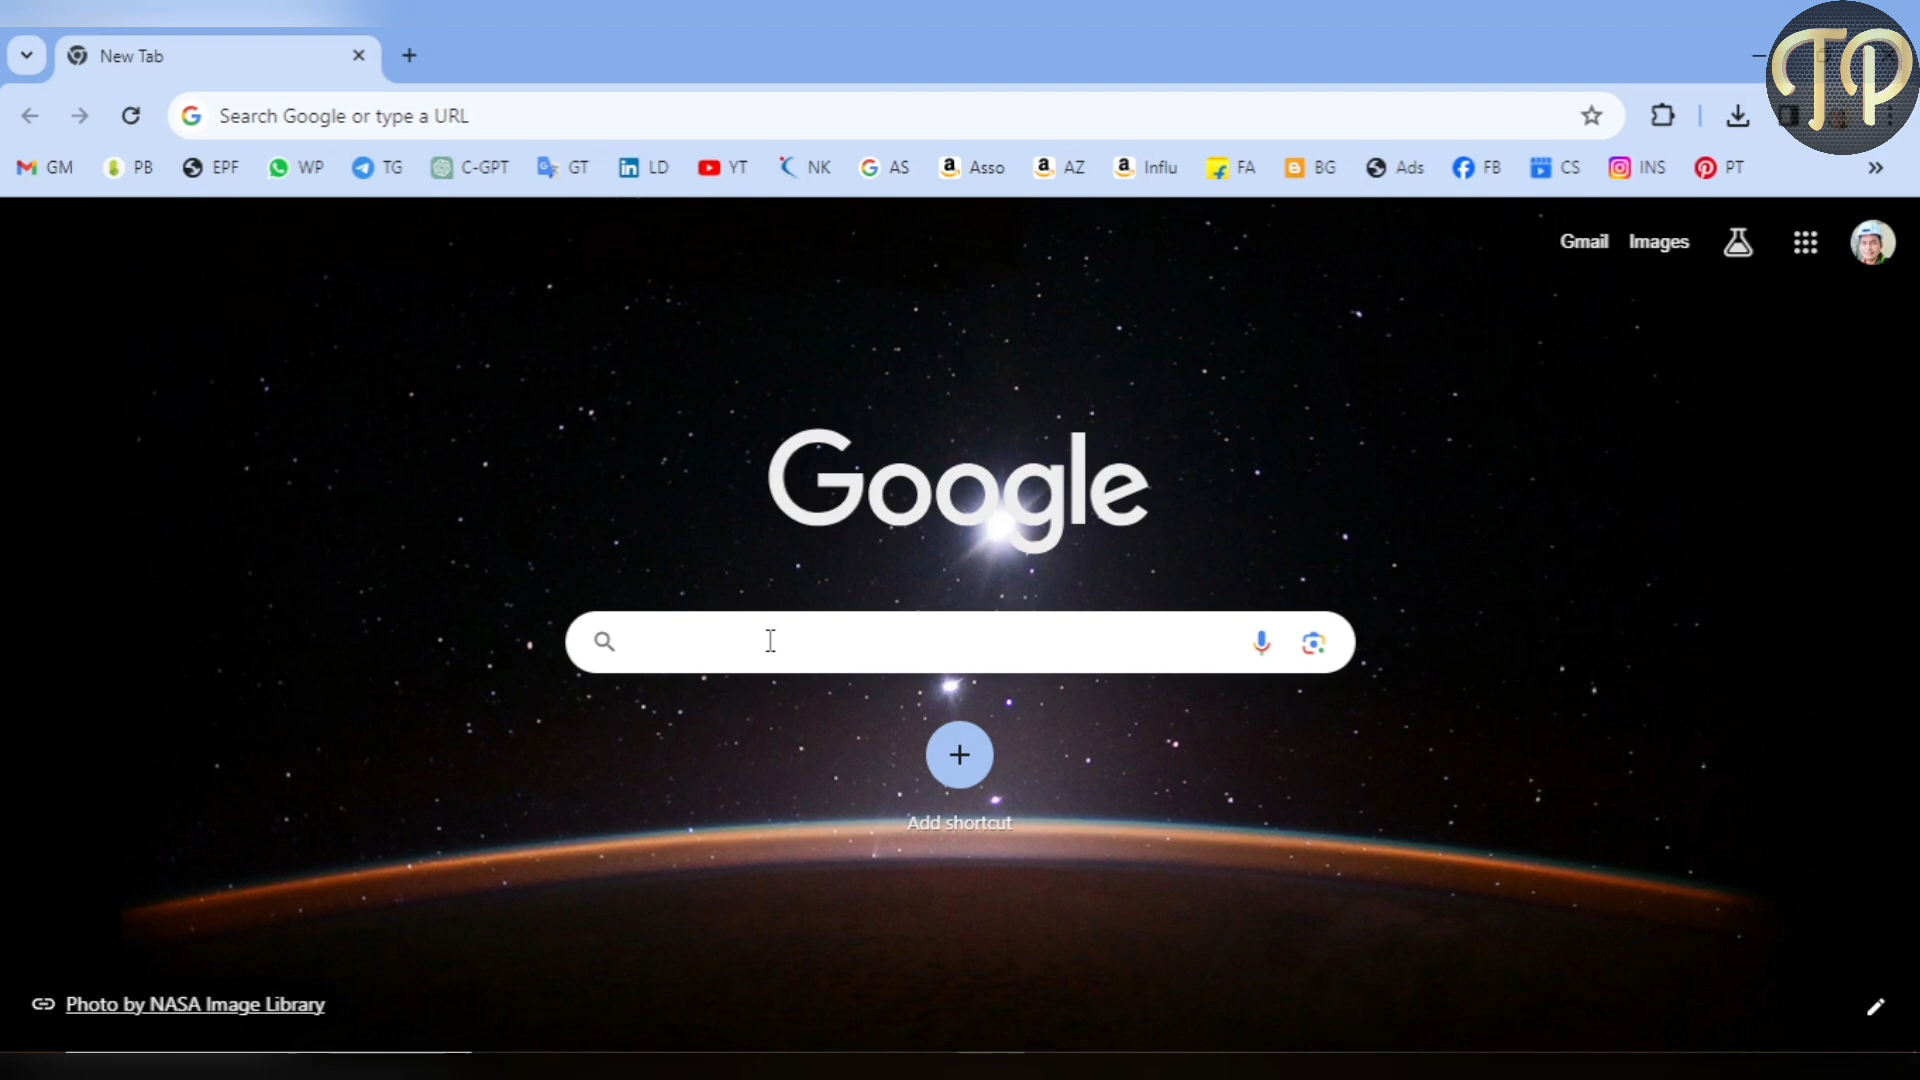 TP
New Tab
Search Google or type a URL
GM PB EPF WP TG C-GPT GT LD YT NK AS Asso AZ Influ FA BG Ads FB CS INS PT
Gmail Images
Google
Add shortcut
Photo by NASA Image Library